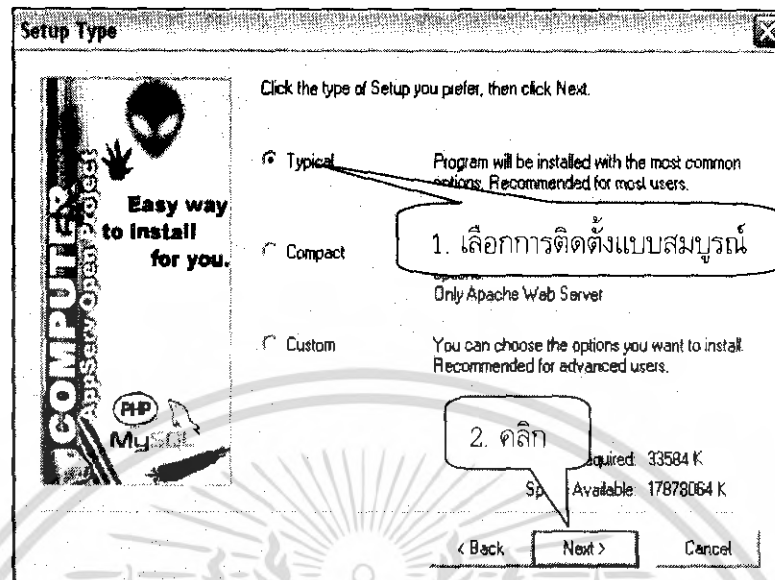 Setup Type
Click the type of Setup you prefer, then click Next.
COMPUTER
AppServ Open Project
Easy way
to install
for you.
PHP
MySQL
Typical
Program will be installed with the most common
options. Recommended for most users.
1. เลือกการติดตั้งแบบสมบูรณ์
Compact
options.
Only Apache Web Server
Custom
You can choose the options you want to install.
Recommended for advanced users.
2. คลิก
33584 K
Available: 17878064 K
< Back
Next >
Cancel